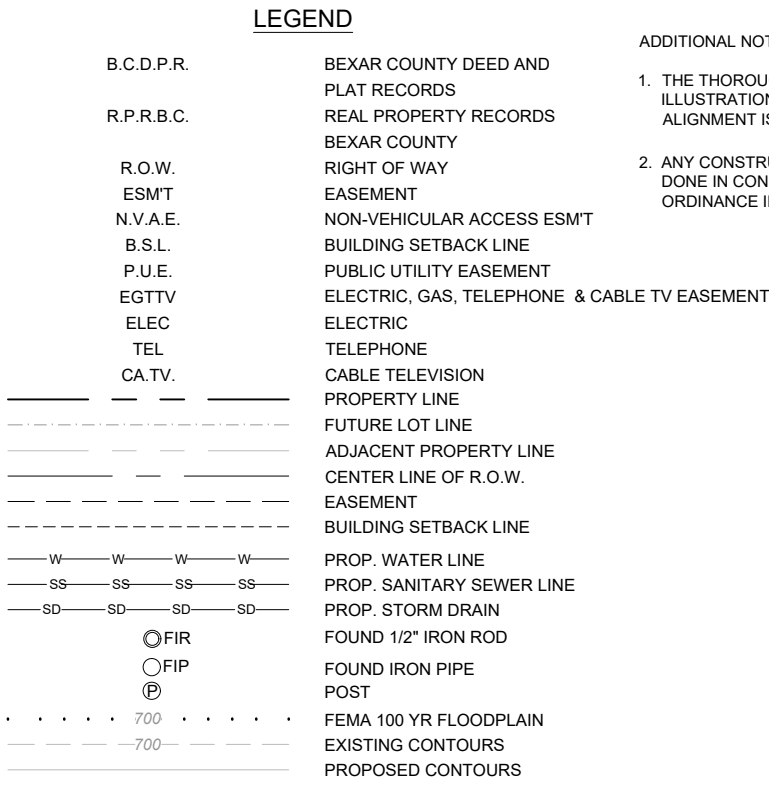 LEGEND
B.C.D.P.R. BEXAR COUNTY DEED AND
PLAT RECORDS
R.P.R.B.C. REAL PROPERTY RECORDS
BEXAR COUNTY
R.O.W. RIGHT OF WAY
ESM'T EASEMENT
N.V.A.E. NON-VEHICULAR ACCESS ESM'T
B.S.L. BUILDING SETBACK LINE
P.U.E. PUBLIC UTILITY EASEMENT
EGTTV ELECTRIC, GAS, TELEPHONE & CABLE TV EASEMENT
ELEC ELECTRIC
TEL TELEPHONE
CA.TV. CABLE TELEVISION
PROPERTY LINE
FUTURE LOT LINE
ADJACENT PROPERTY LINE
CENTER LINE OF R.O.W.
EASEMENT
BUILDING SETBACK LINE
W W W W PROP. WATER LINE
SS SS SS SS PROP. SANITARY SEWER LINE
SD SD SD SD PROP. STORM DRAIN
FIR FOUND 1/2" IRON ROD
FIP FOUND IRON PIPE
P POST
700 FEMA 100 YR FLOODPLAIN
700 EXISTING CONTOURS
PROPOSED CONTOURS
ADDITIONAL
1. THE
ALIGNMENT
2. ANY
DONE IN
ORDINANCE